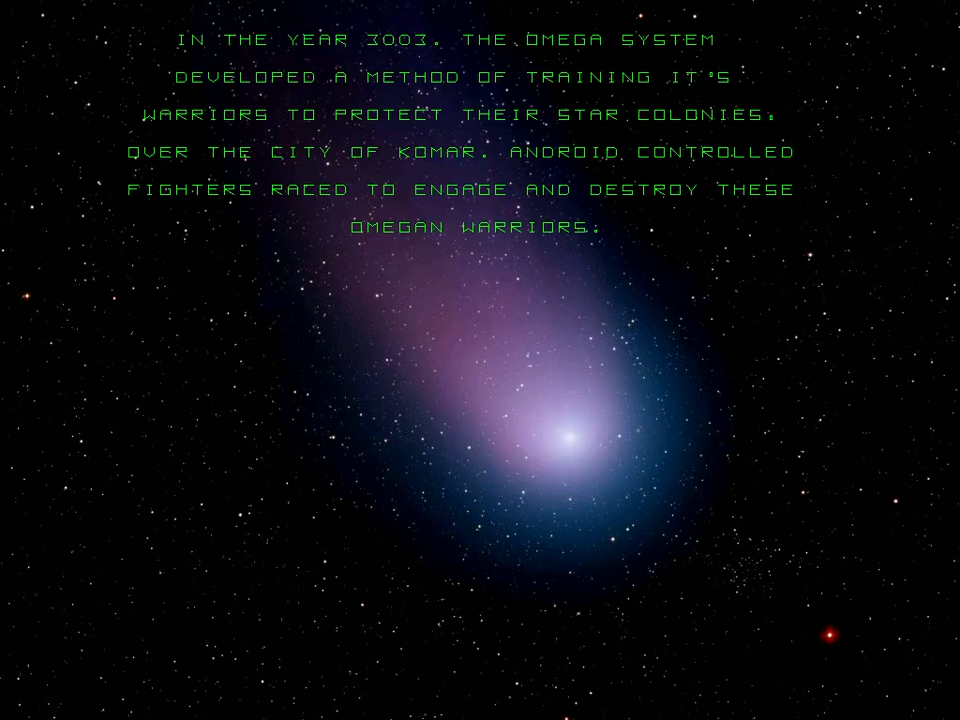 IN THE YEAR 3003. THE OMEGA SYSTEM
DEVELOPED A METHOD OF TRAINING IT'S
WARRIORS TO PROTECT THEIR STAR COLONIES.
OVER THE CITY OF KOMAR. ANDROID CONTROLLED
FIGHTERS RACED TO ENGAGE AND DESTROY THESE
OMEGAN WARRIORS.